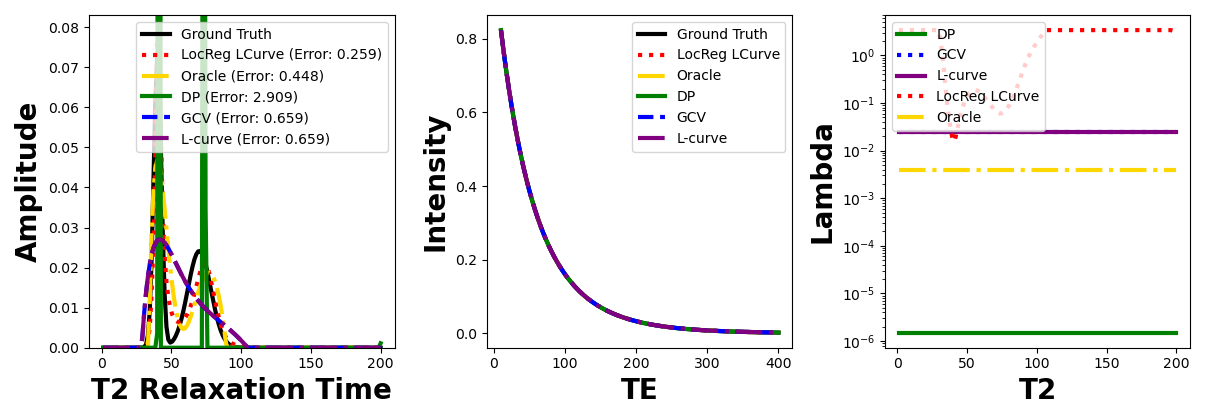 0.08
0.07
0.06
0.05
0.04
0.03
0.02
0.01
0.00
Amplitude
0 50 100 150 200
T2 Relaxation Time
Ground Truth
LocReg LCurve (Error: 0.259)
Oracle (Error: 0.448)
DP (Error: 2.909)
GCV (Error: 0.659)
L-curve (Error: 0.659)
0.8
0.6
0.4
0.2
0.0
Intensity
0 100 200 300 400
TE
Ground Truth
LocReg LCurve
Oracle
DP
GCV
L-curve
10⁰
10⁻¹
10⁻²
10⁻³
10⁻⁴
10⁻⁵
10⁻⁶
Lambda
0 50 100 150 200
T2
DP
GCV
L-curve
LocReg LCurve
Oracle